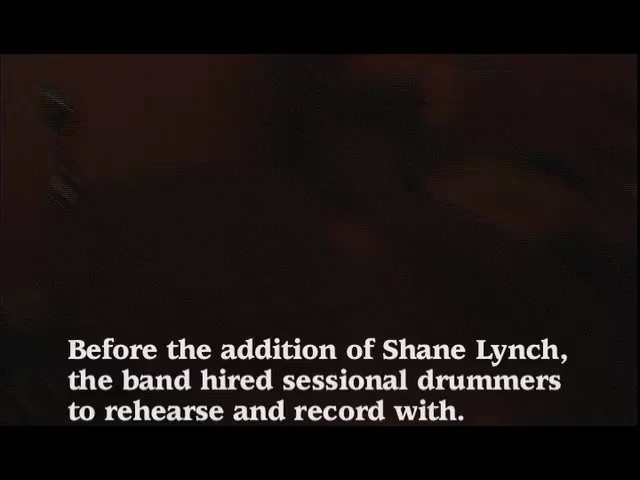 Before the addition of Shane Lynch,
the band hired sessional drummers
to rehearse and record with.